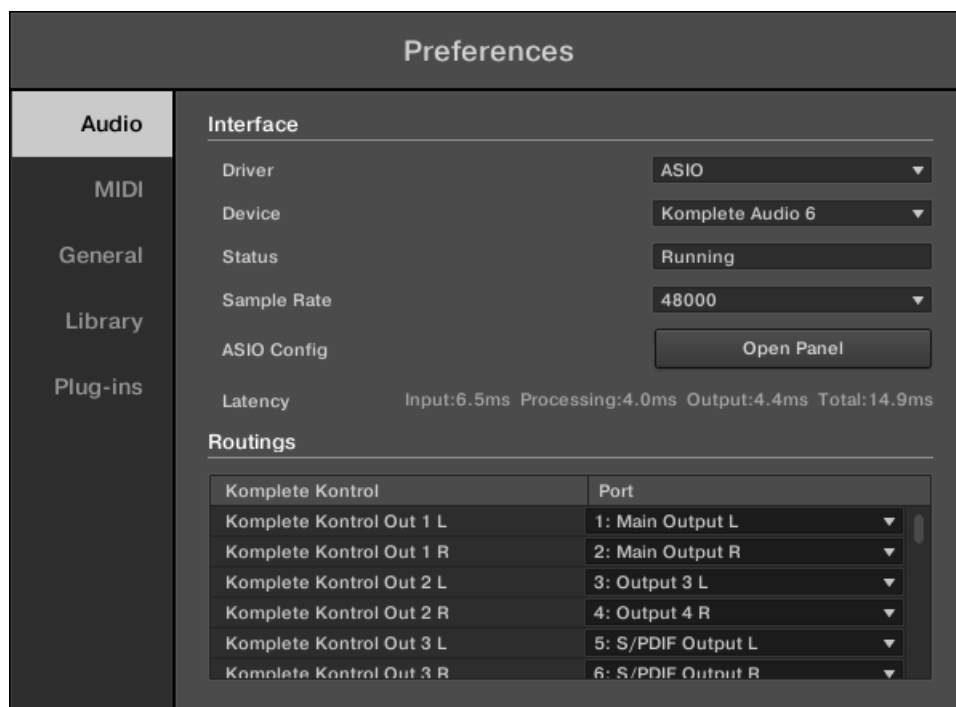 Preferences
Audio
MIDI
General
Library
Plug-ins
Interface
Driver ASIO
Device Komplete Audio 6
Status Running
Sample Rate 48000
ASIO Config Open Panel
Latency Input:6.5ms Processing:4.0ms Output:4.4ms Total:14.9ms
Routings
Komplete Kontrol Port
Komplete Kontrol Out 1 L 1: Main Output L
Komplete Kontrol Out 1 R 2: Main Output R
Komplete Kontrol Out 2 L 3: Output 3 L
Komplete Kontrol Out 2 R 4: Output 4 R
Komplete Kontrol Out 3 L 5: S/PDIF Output L
Komplete Kontrol Out 3 R 6: S/PDIF Output R